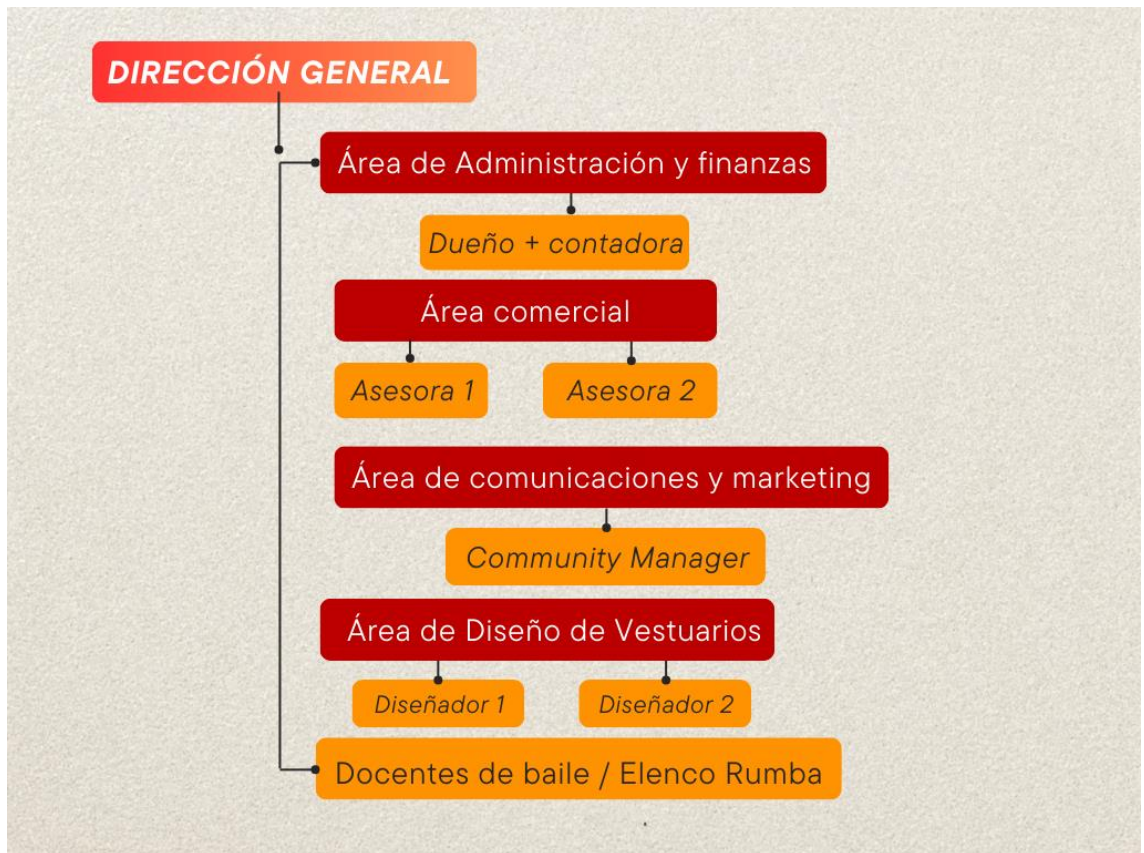 DIRECCIÓN GENERAL
Área de Administración y finanzas
Dueño + contadora
Área comercial
Asesora 1
Asesora 2
Área de comunicaciones y marketing
Community Manager
Área de Diseño de Vestuarios
Diseñador 1
Diseñador 2
Docentes de baile / Elenco Rumba